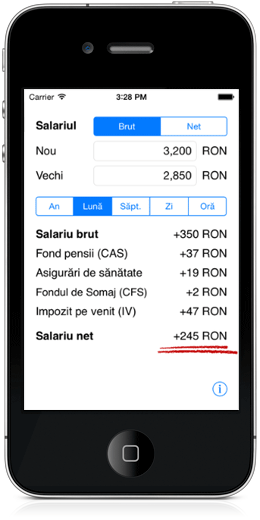 Carrier 3:28 PM
Salariul Brut Net
Nou 3,200 RON
Vechi 2,850 RON
An Lună Săpt. Zi Oră
Salariu brut +350 RON
Fond pensii (CAS) +37 RON
Asigurări de sănătate +19 RON
Fondul de Somaj (CFS) +2 RON
Impozit pe venit (IV) +47 RON
Salariu net +245 RON